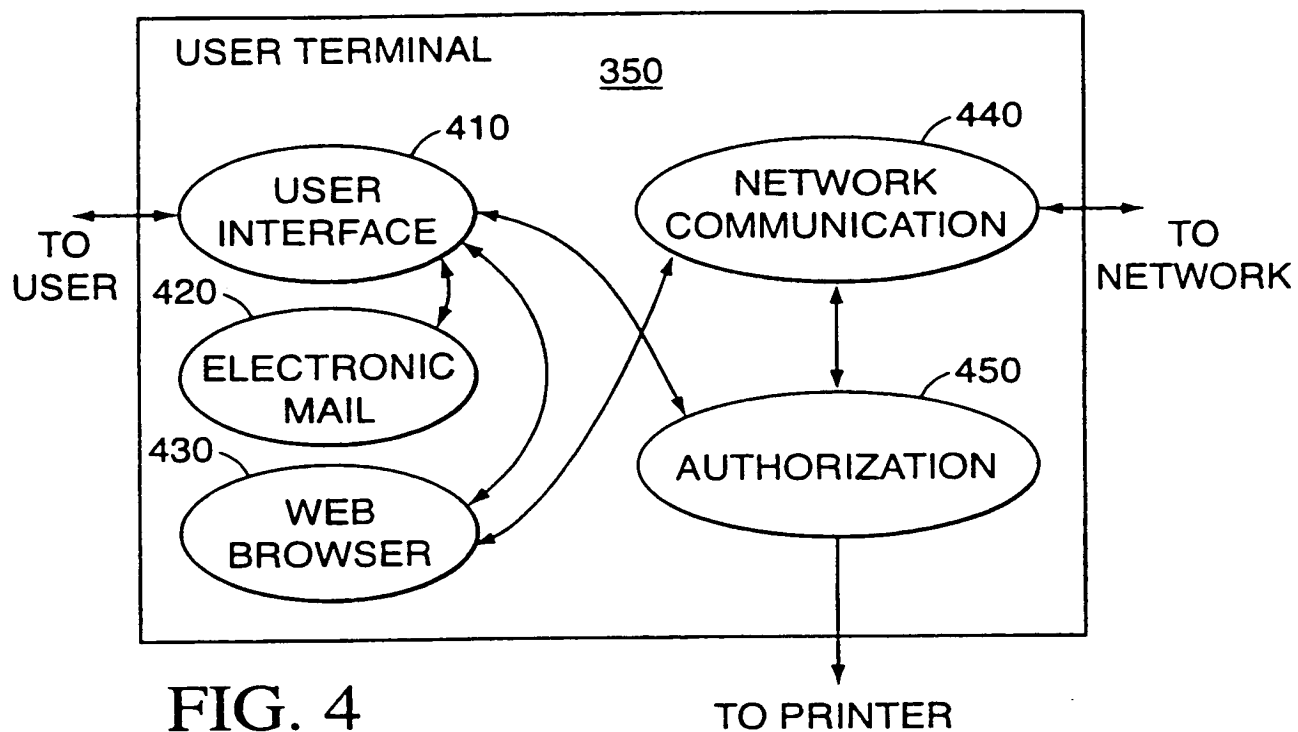 USER TERMINAL
350
410
USER
INTERFACE
440
NETWORK
COMMUNICATION
TO
USER
TO
NETWORK
420
ELECTRONIC
MAIL
450
AUTHORIZATION
430
WEB
BROWSER
FIG. 4
TO PRINTER